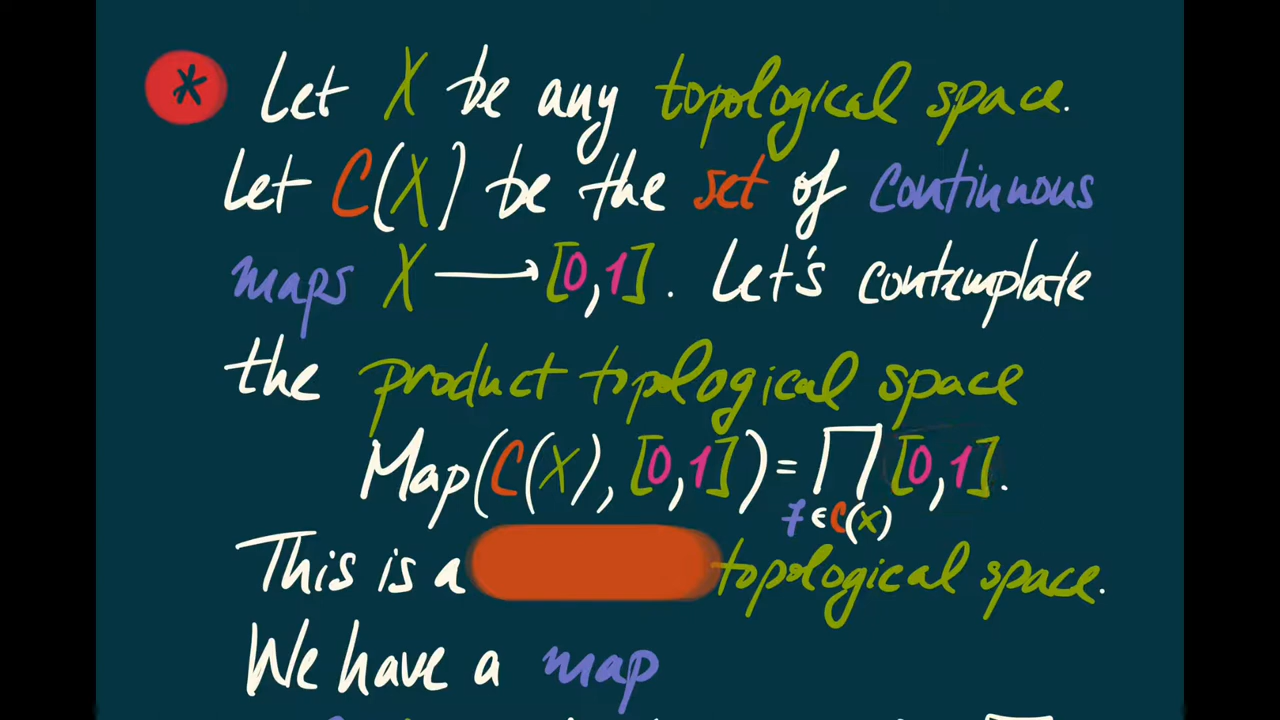 * Let X be any topological space.
Let C(X) be the set of continuous
maps X ⟶ [0,1]. Let's contemplate
the product topological space
Map(C(X), [0,1]) = ∏ [0,1].
f ∈ C(X)
This is a topological space.
We have a map